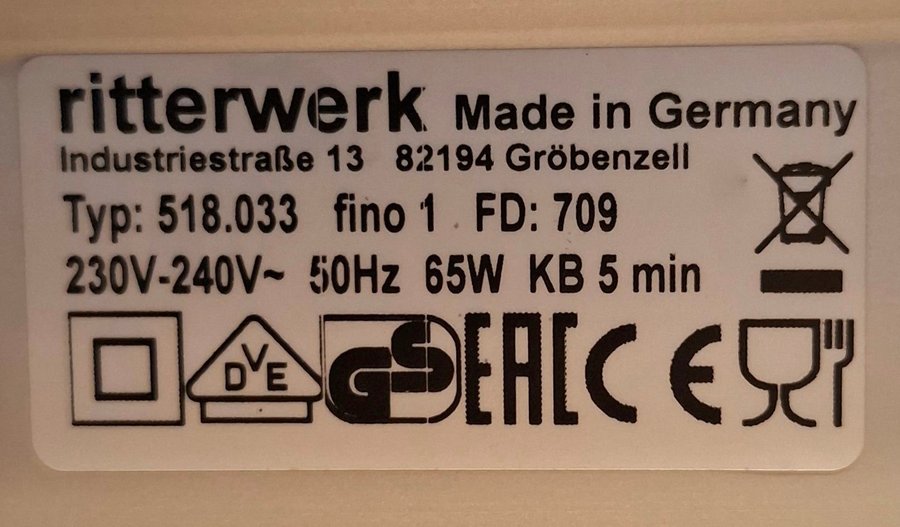 ritterwerk Made in Germany
Industriestraße 13 82194 Gröbenzell
Typ: 518.033 fino 1 FD: 709
230V-240V~ 50Hz 65W KB 5 min
DVE GS EAC CE